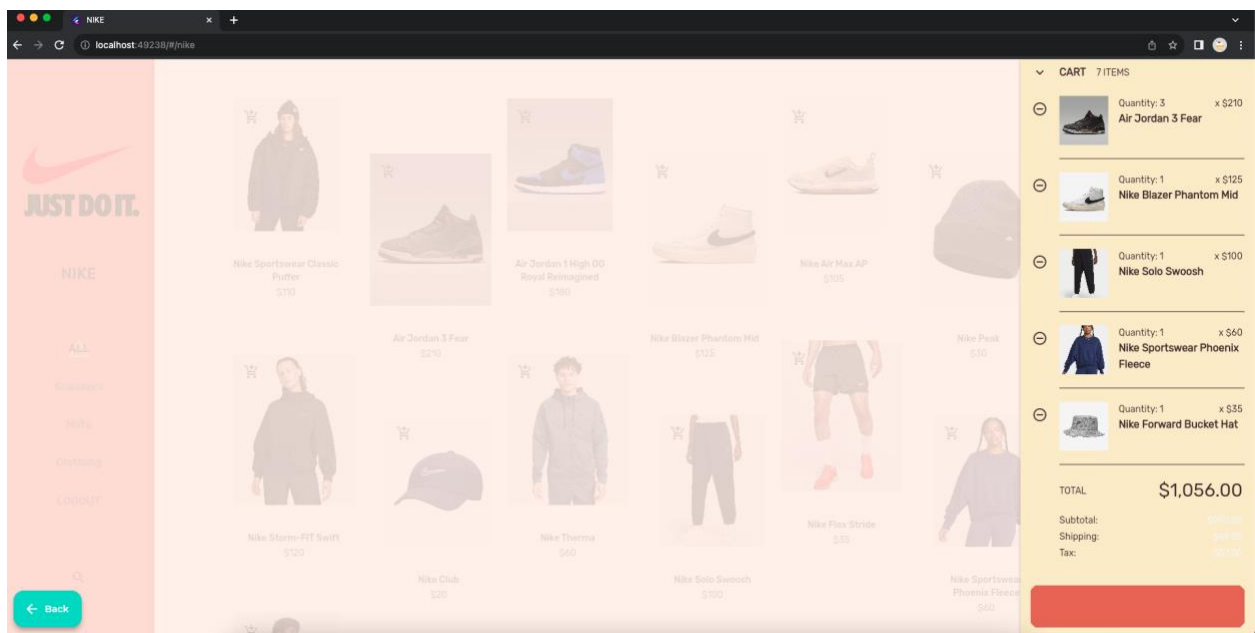 NIKE
localhost:49238/#/nike
JUST DO IT.
NIKE
ALL
Clothing
LOGOUT
Back
Nike Sportswear Classic
Puffer
$110
Air Jordan 3 Fear
$210
Air Jordan 1 High OG
Royal Reimagined
$180
Nike Blazer Phantom Mid
$125
Nike Air Max AP
$105
Nike Peak
$30
Nike Storm-FIT Swift
$120
Nike Club
$20
Nike Therma
$60
Nike Solo Swoosh
$100
Nike Flex Stride
$35
Nike Sportswea
Phoenix Fleece
$60
CART 7 ITEMS
Quantity: 3 x $210
Air Jordan 3 Fear
Quantity: 1 x $125
Nike Blazer Phantom Mid
Quantity: 1 x $100
Nike Solo Swoosh
Quantity: 1 x $60
Nike Sportswear Phoenix
Fleece
Quantity: 1 x $35
Nike Forward Bucket Hat
TOTAL $1,056.00
Subtotal:
Shipping:
Tax: